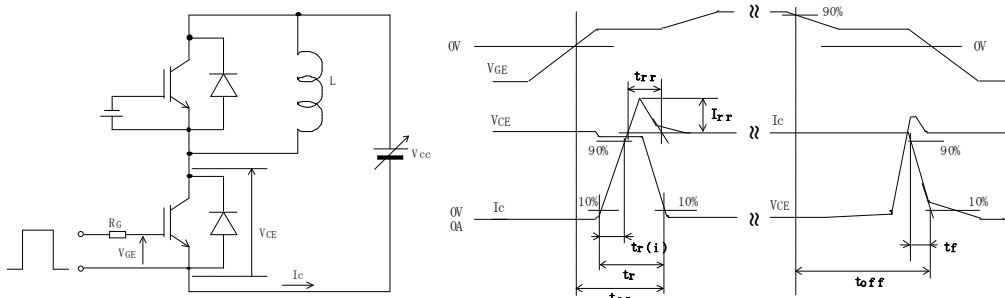 L
Vcc
RG
VGE
VCE
Ic
0V
VGE
trr
Irr
VCE
90%
Ic
10%
10%
0V
0A
tr(i)
tr
90%
0V
Ic
90%
VCE
10%
tf
toff